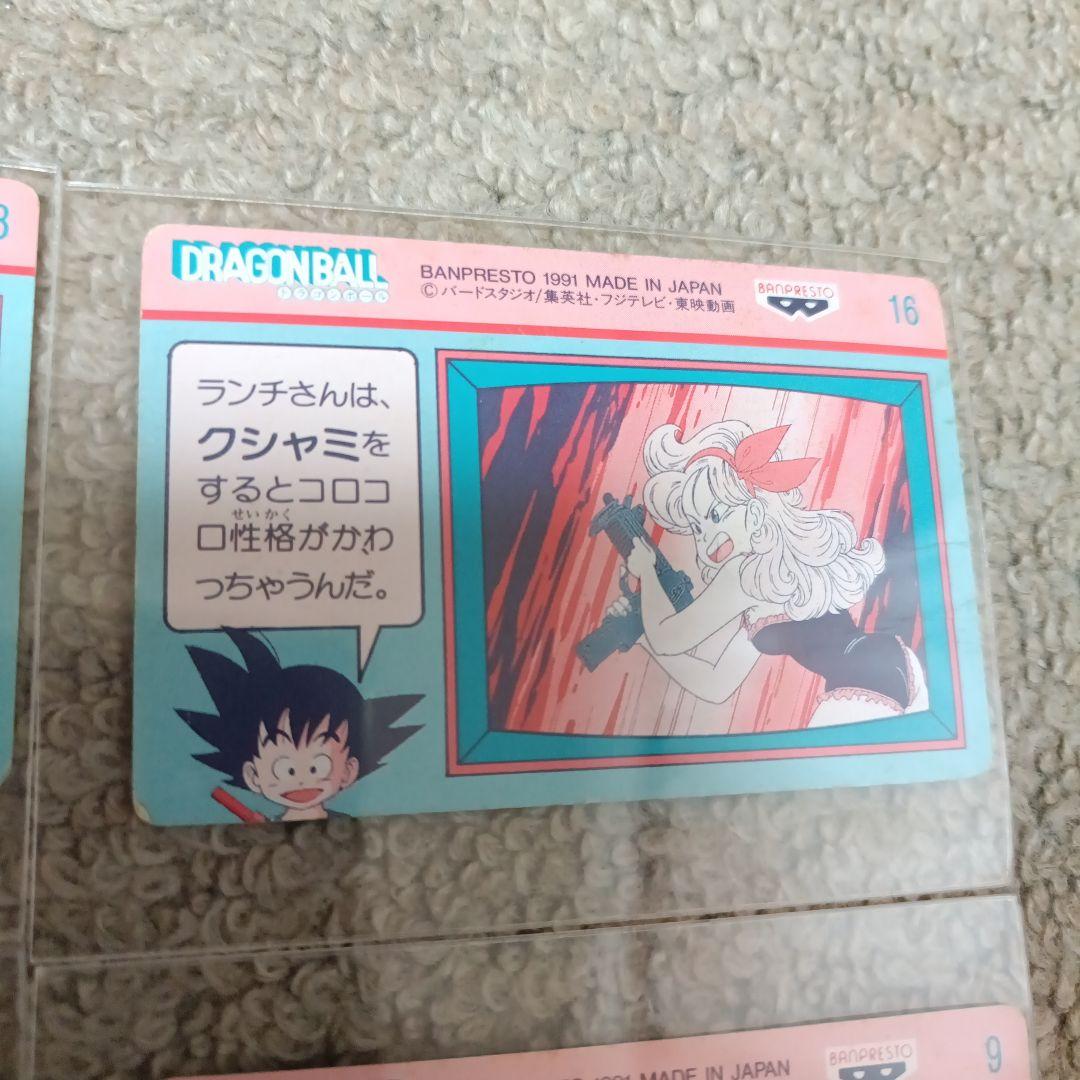 8
DRAGONBALL
ドラゴンボール
BANPRESTO 1991 MADE IN JAPAN
©バードスタジオ/集英社・フジテレビ・東映動画
BANPRESTO
16
ランチさんは、
クシャミを
するとコロコ
ロ性格がかわ
せいかく
っちゃうんだ。
1991 MADE IN JAPAN
BANPRESTO
9